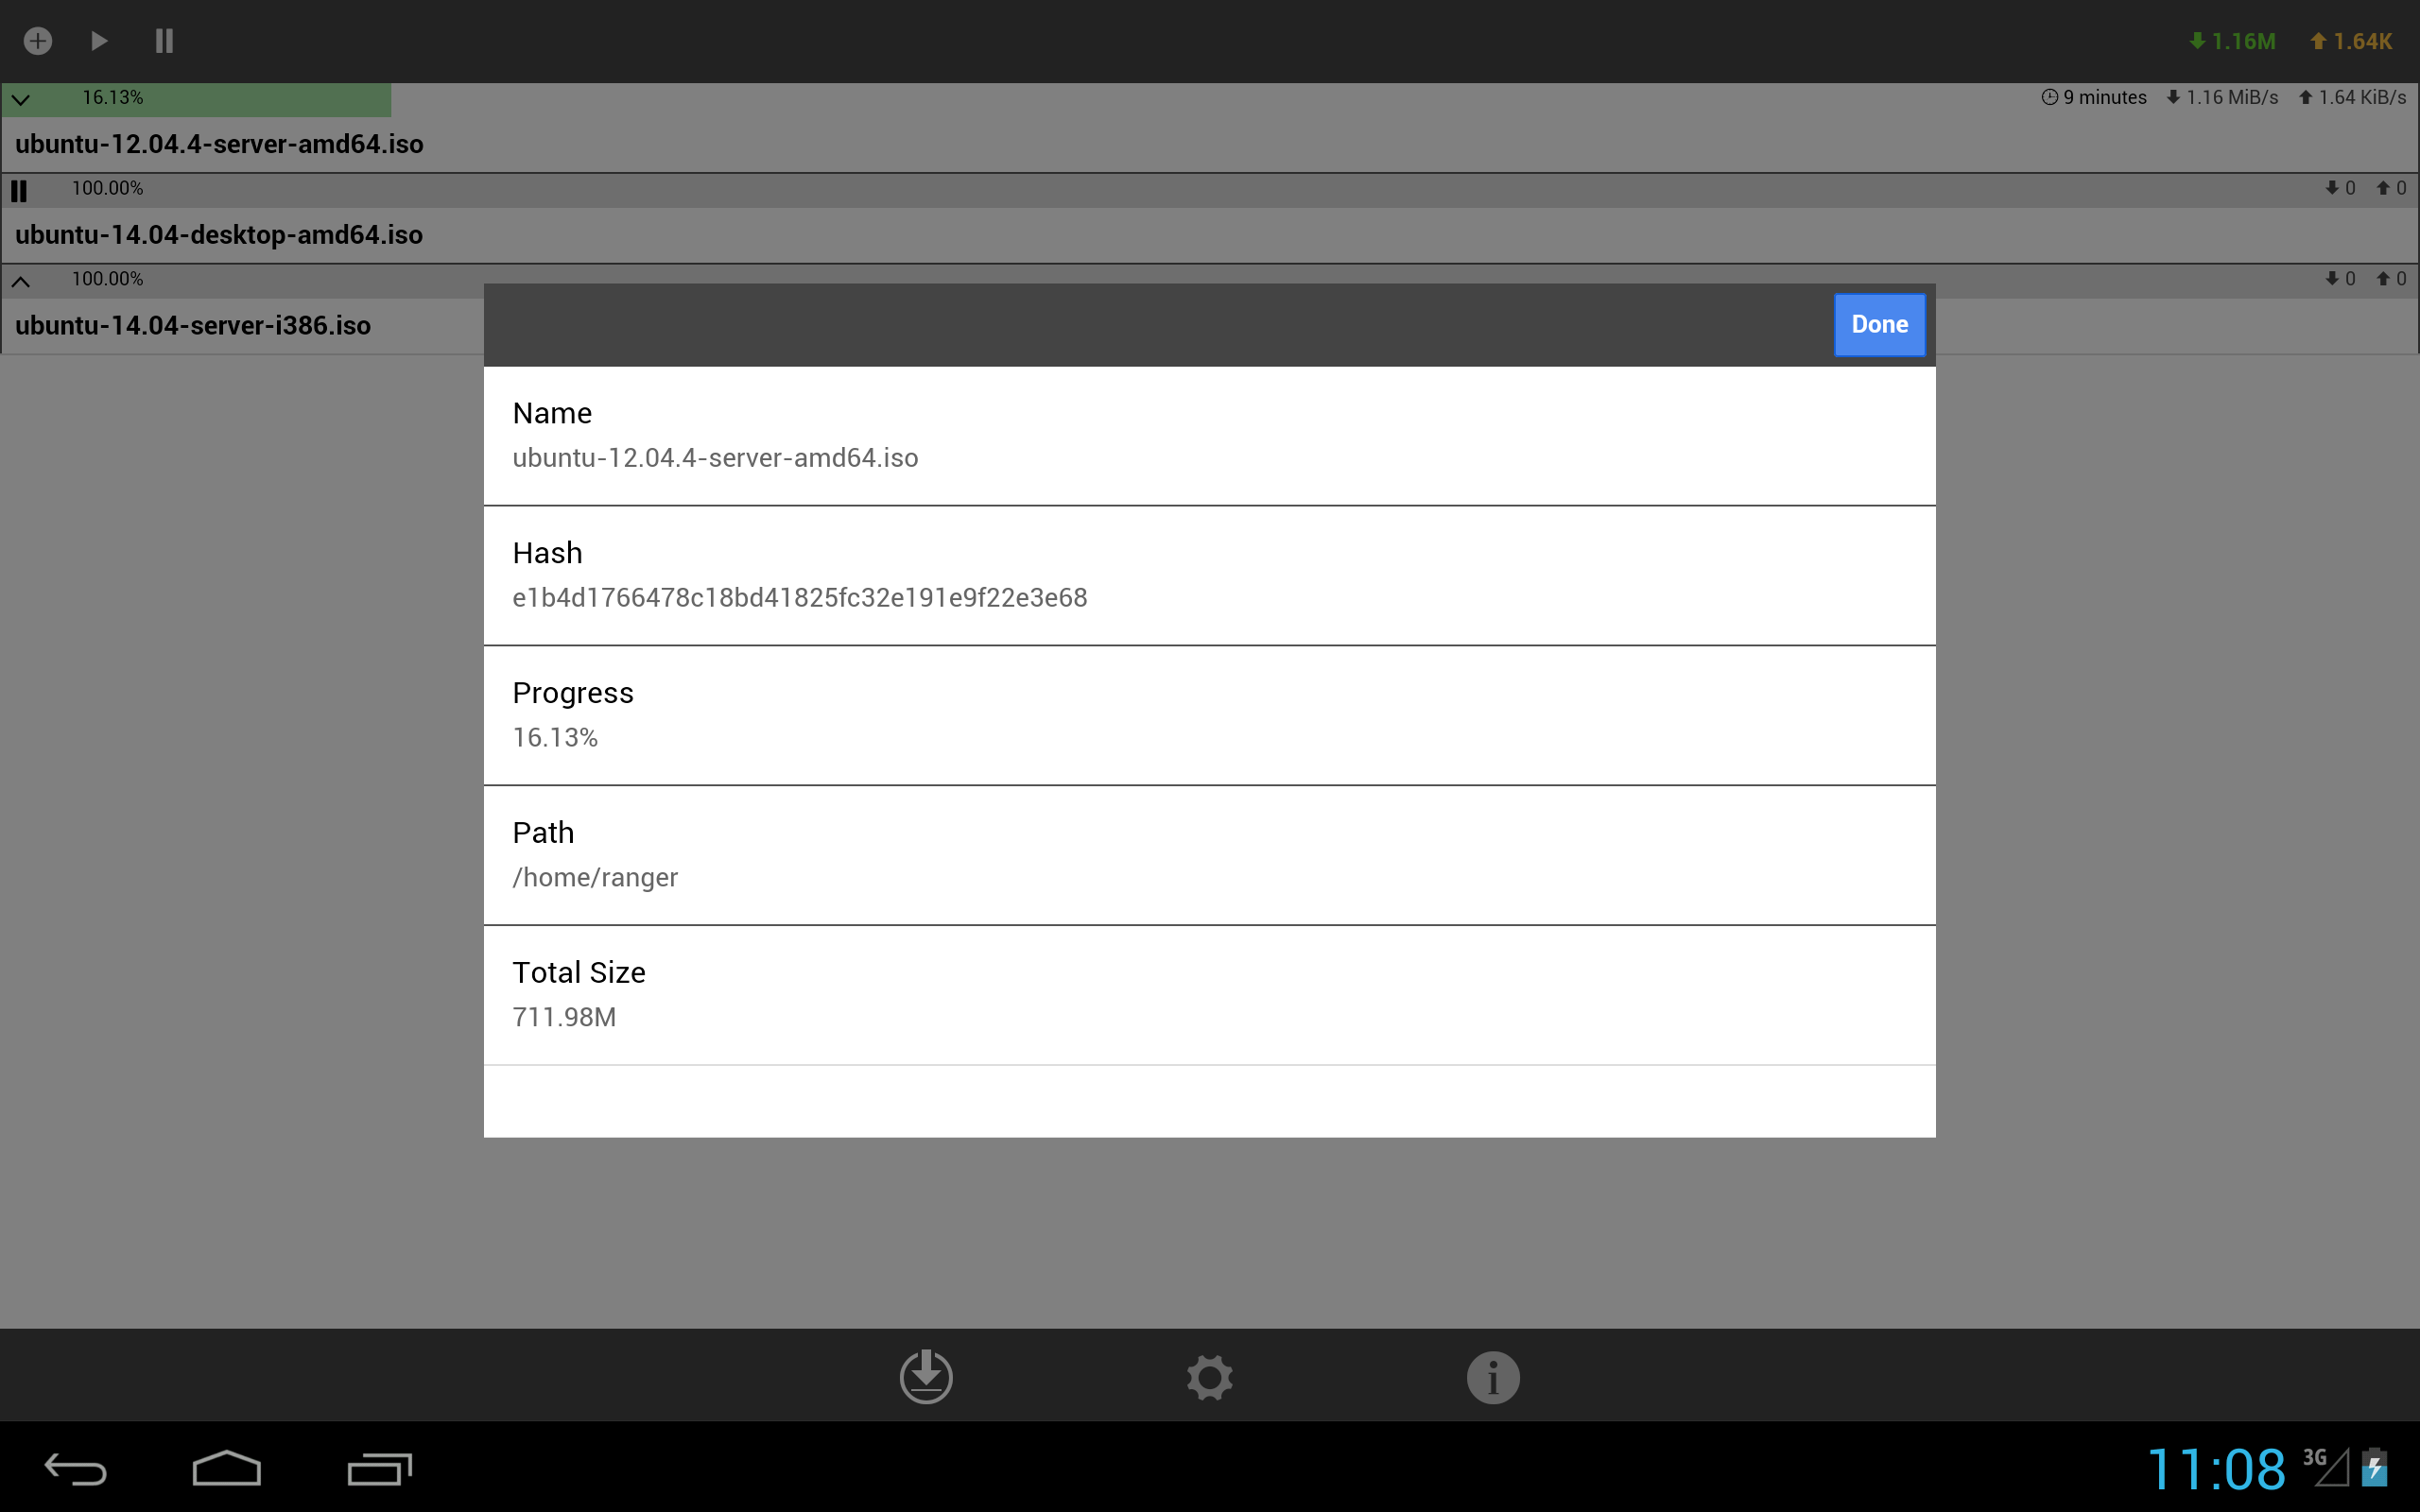 1.16M 1.64K
16.13% 9 minutes 1.16 MiB/s 1.64 KiB/s
ubuntu-12.04.4-server-amd64.iso
100.00% 0 0
ubuntu-14.04-desktop-amd64.iso
100.00% 0 0
ubuntu-14.04-server-i386.iso
Done
Name
ubuntu-12.04.4-server-amd64.iso
Hash
e1b4d1766478c18bd41825fc32e191e9f22e3e68
Progress
16.13%
Path
/home/ranger
Total Size
711.98M
11:08 3G